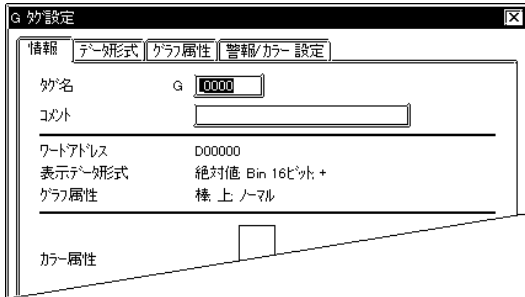 G ﾀｸﾞ設定
情報 ﾃﾞｰﾀ形式 ｸﾞﾗﾌ属性 警報/ｶﾗｰ 設定
ﾀｸﾞ名 G 0000
ｺﾒﾝﾄ
ﾜｰﾄﾞｱﾄﾞﾚｽ D00000
表示ﾃﾞｰﾀ形式 絶対値, Bin 16ﾋﾞｯﾄ, +
ｸﾞﾗﾌ属性 棒, 上, ﾉｰﾏﾙ
ｶﾗｰ属性